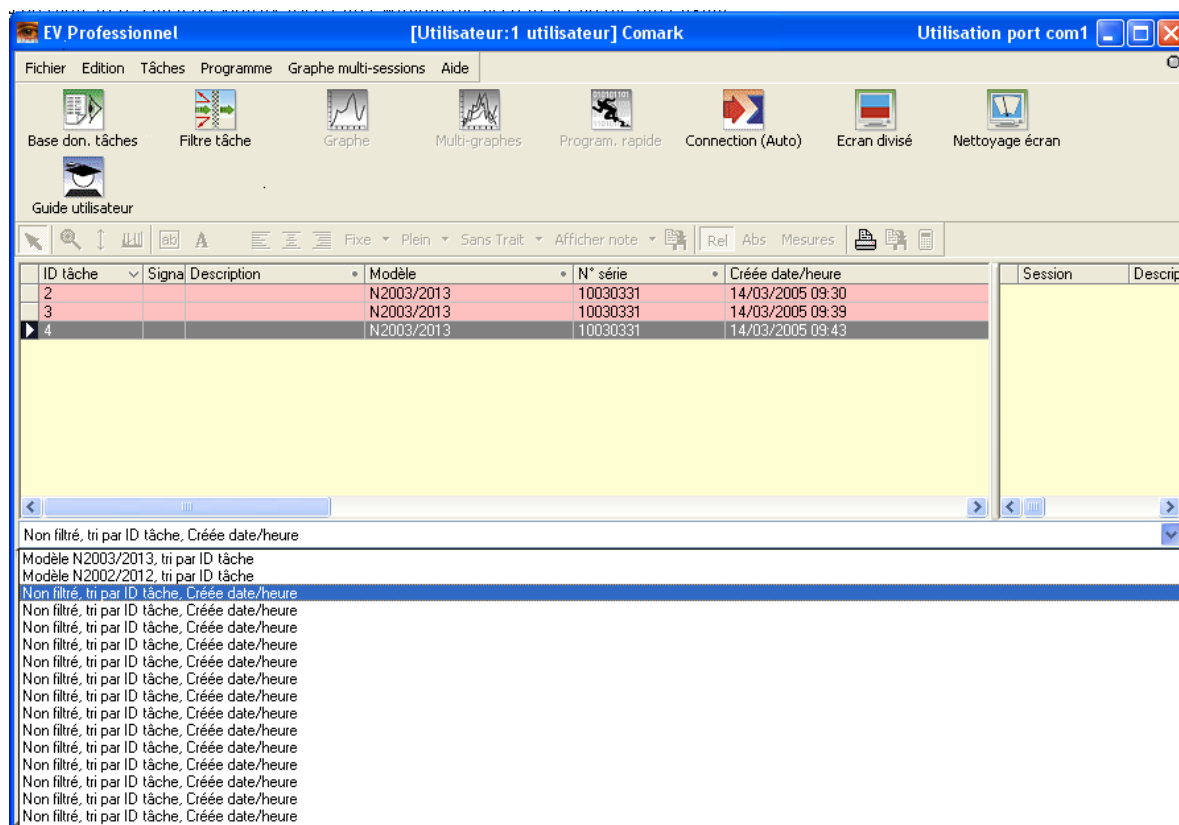 EV Professionnel [Utilisateur:1 utilisateur] Comark Utilisation port com1
Fichier Edition Tâches Programme Graphe multi-sessions Aide
Base don. tâches Filtre tâche Graphe Multi-graphes Program. rapide Connection (Auto) Ecran divisé Nettoyage écran
Guide utilisateur
ab A Fixe Plein Sans Trait Afficher note Rel Abs Mesures
ID tâche Signa Description Modèle N° série Créée date/heure Session Descrip
2 N2003/2013 10030331 14/03/2005 09:30
3 N2003/2013 10030331 14/03/2005 09:39
4 N2003/2013 10030331 14/03/2005 09:43
Non filtré, tri par ID tâche, Créée date/heure
Modèle N2003/2013, tri par ID tâche
Modèle N2002/2012, tri par ID tâche
Non filtré, tri par ID tâche, Créée date/heure
Non filtré, tri par ID tâche, Créée date/heure
Non filtré, tri par ID tâche, Créée date/heure
Non filtré, tri par ID tâche, Créée date/heure
Non filtré, tri par ID tâche, Créée date/heure
Non filtré, tri par ID tâche, Créée date/heure
Non filtré, tri par ID tâche, Créée date/heure
Non filtré, tri par ID tâche, Créée date/heure
Non filtré, tri par ID tâche, Créée date/heure
Non filtré, tri par ID tâche, Créée date/heure
Non filtré, tri par ID tâche, Créée date/heure
Non filtré, tri par ID tâche, Créée date/heure
Non filtré, tri par ID tâche, Créée date/heure
Non filtré, tri par ID tâche, Créée date/heure